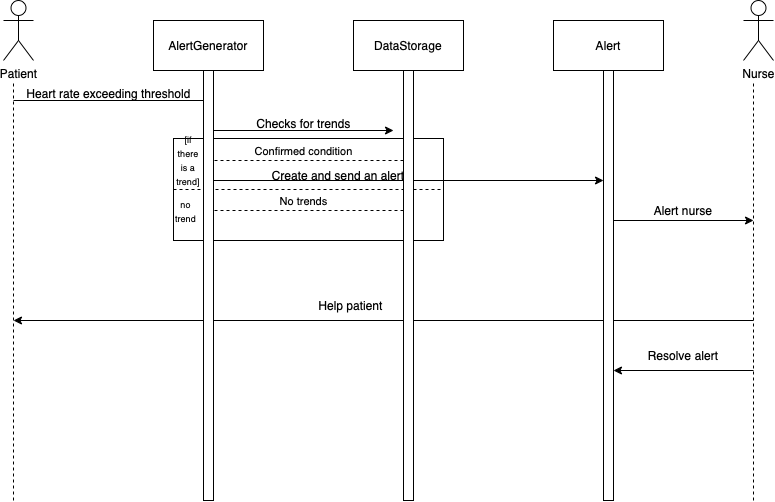 AlertGenerator
DataStorage
Alert
Patient
Nurse
Heart rate exceeding threshold
Checks for trends
[if
there
is a
trend]
Confirmed condition
Create and send an alert
no
trend
No trends
Alert nurse
Help patient
Resolve alert